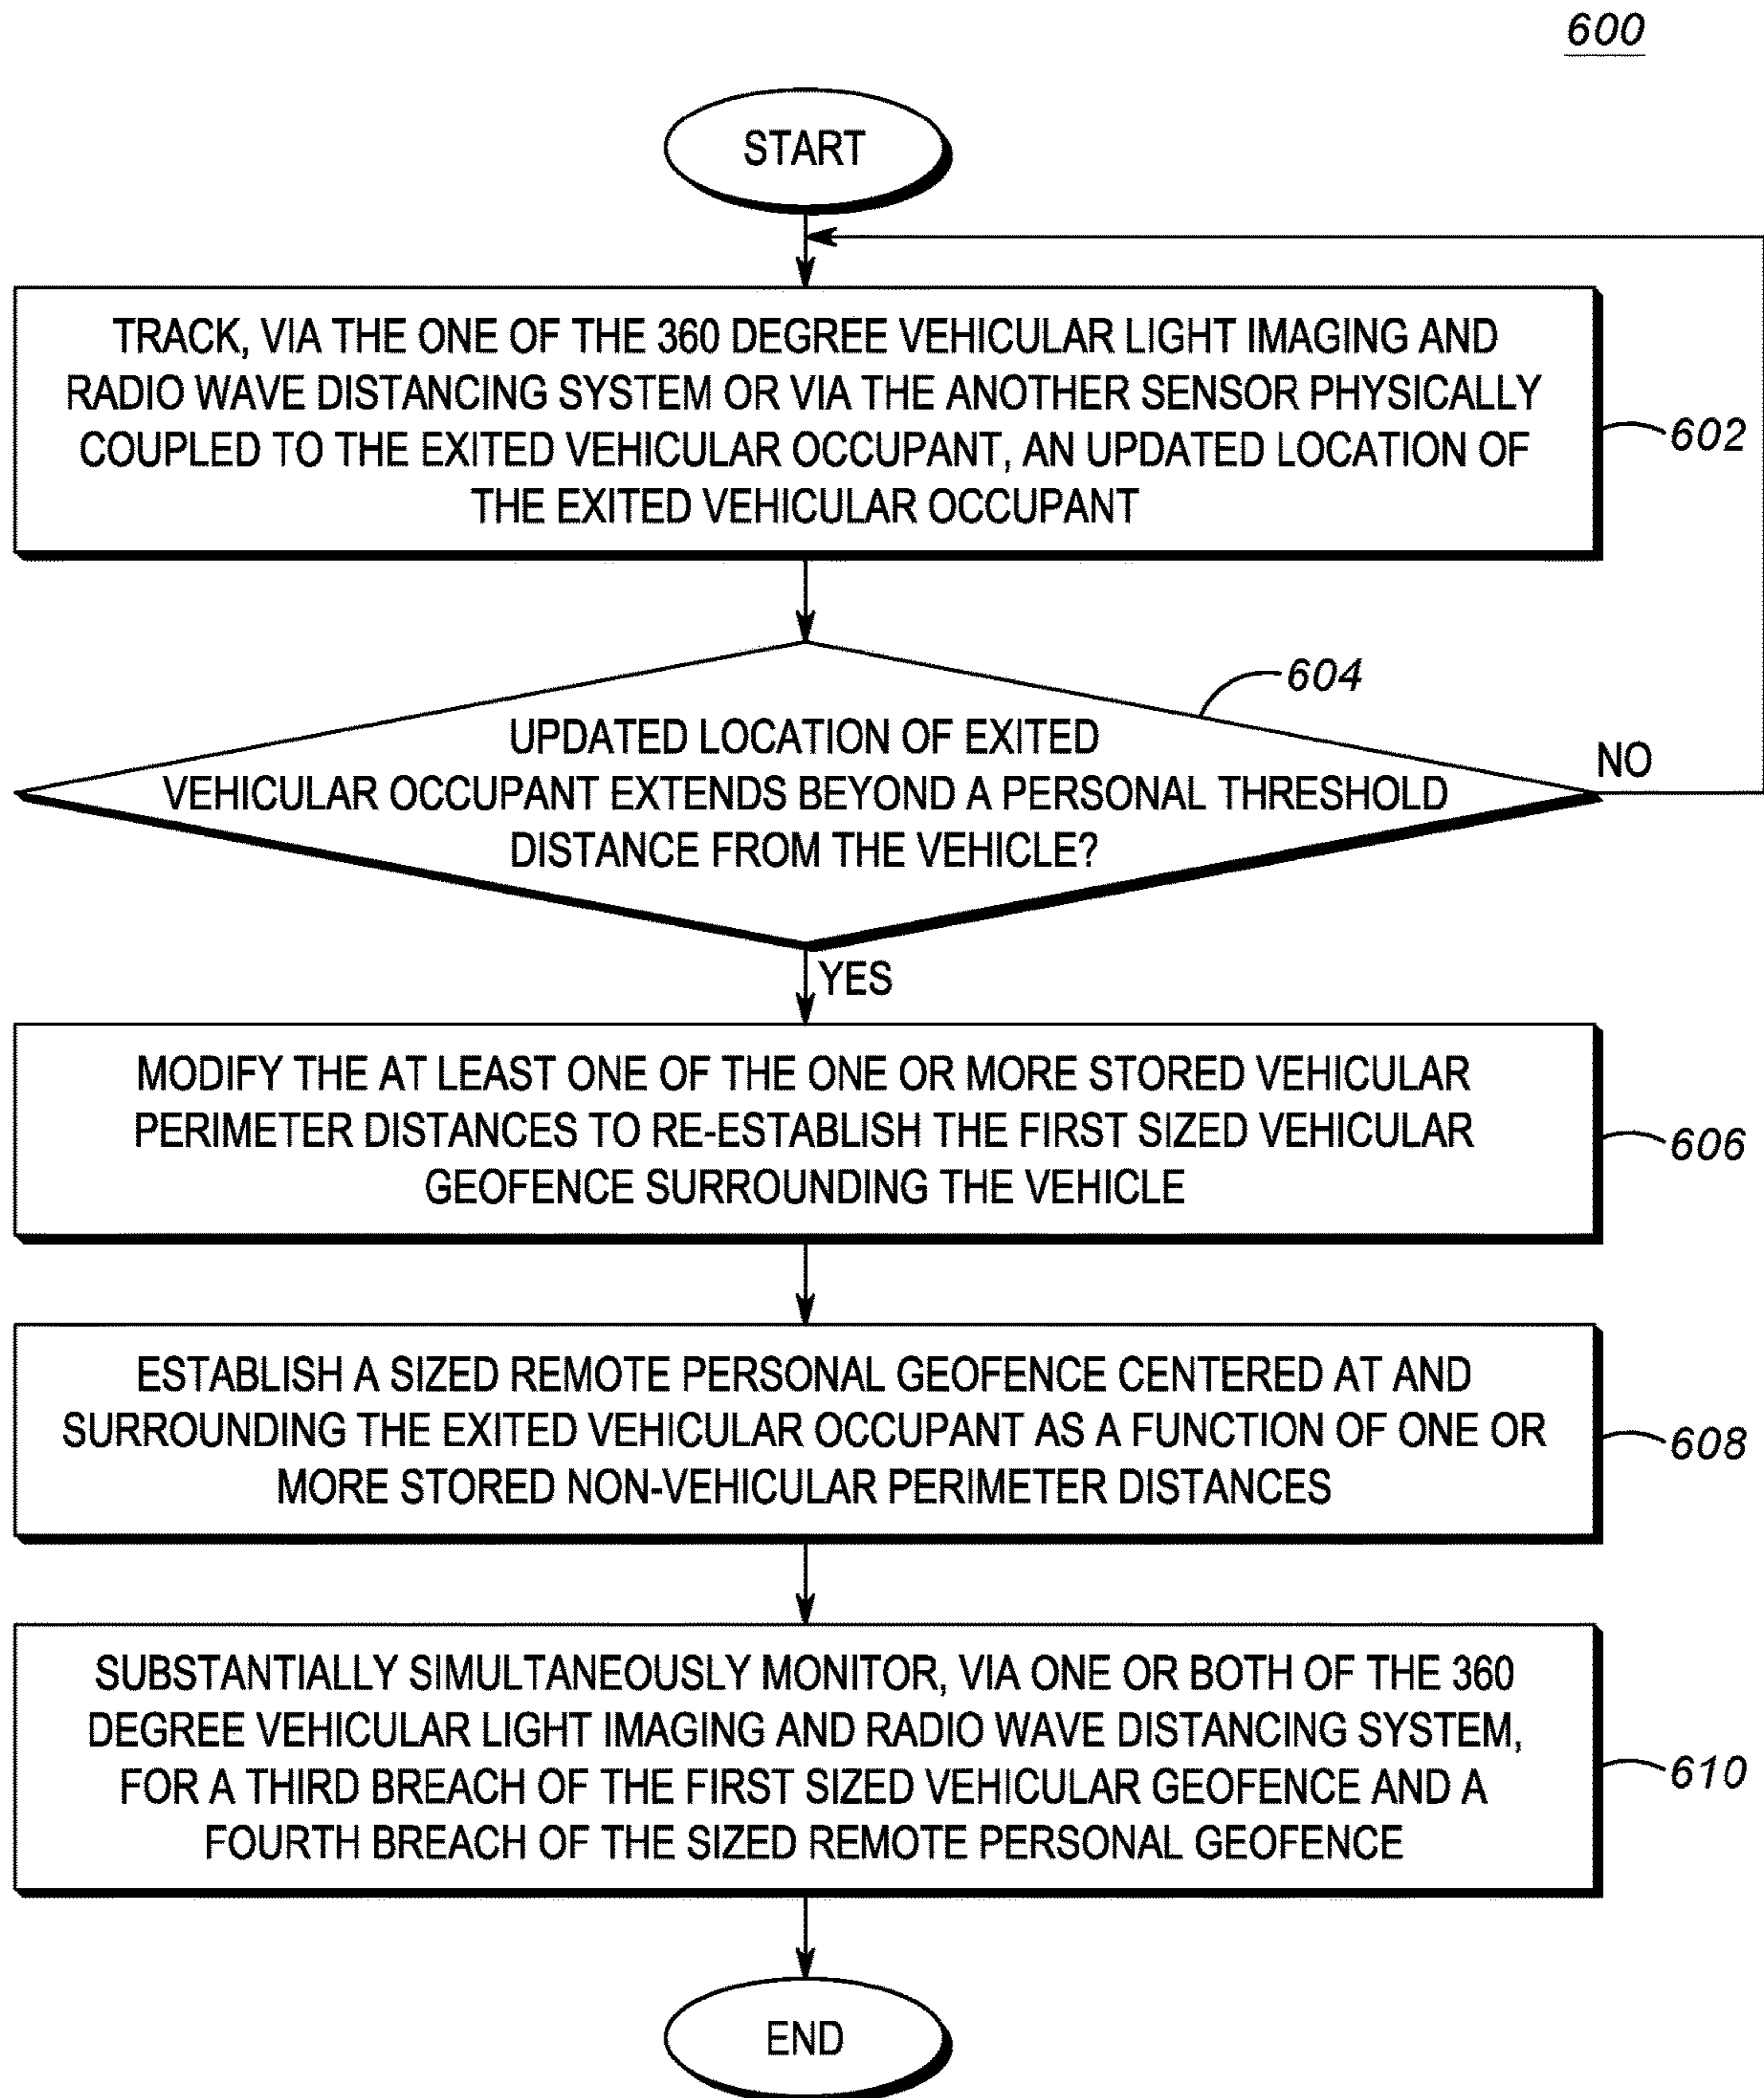 600
START
TRACK, VIA THE ONE OF THE 360 DEGREE VEHICULAR LIGHT IMAGING AND
RADIO WAVE DISTANCING SYSTEM OR VIA THE ANOTHER SENSOR PHYSICALLY
COUPLED TO THE EXITED VEHICULAR OCCUPANT, AN UPDATED LOCATION OF
THE EXITED VEHICULAR OCCUPANT
602
604
UPDATED LOCATION OF EXITED
VEHICULAR OCCUPANT EXTENDS BEYOND A PERSONAL THRESHOLD
DISTANCE FROM THE VEHICLE?
NO
YES
MODIFY THE AT LEAST ONE OF THE ONE OR MORE STORED VEHICULAR
PERIMETER DISTANCES TO RE-ESTABLISH THE FIRST SIZED VEHICULAR
GEOFENCE SURROUNDING THE VEHICLE
606
ESTABLISH A SIZED REMOTE PERSONAL GEOFENCE CENTERED AT AND
SURROUNDING THE EXITED VEHICULAR OCCUPANT AS A FUNCTION OF ONE OR
MORE STORED NON-VEHICULAR PERIMETER DISTANCES
608
SUBSTANTIALLY SIMULTANEOUSLY MONITOR, VIA ONE OR BOTH OF THE 360
DEGREE VEHICULAR LIGHT IMAGING AND RADIO WAVE DISTANCING SYSTEM,
FOR A THIRD BREACH OF THE FIRST SIZED VEHICULAR GEOFENCE AND A
FOURTH BREACH OF THE SIZED REMOTE PERSONAL GEOFENCE
610
END